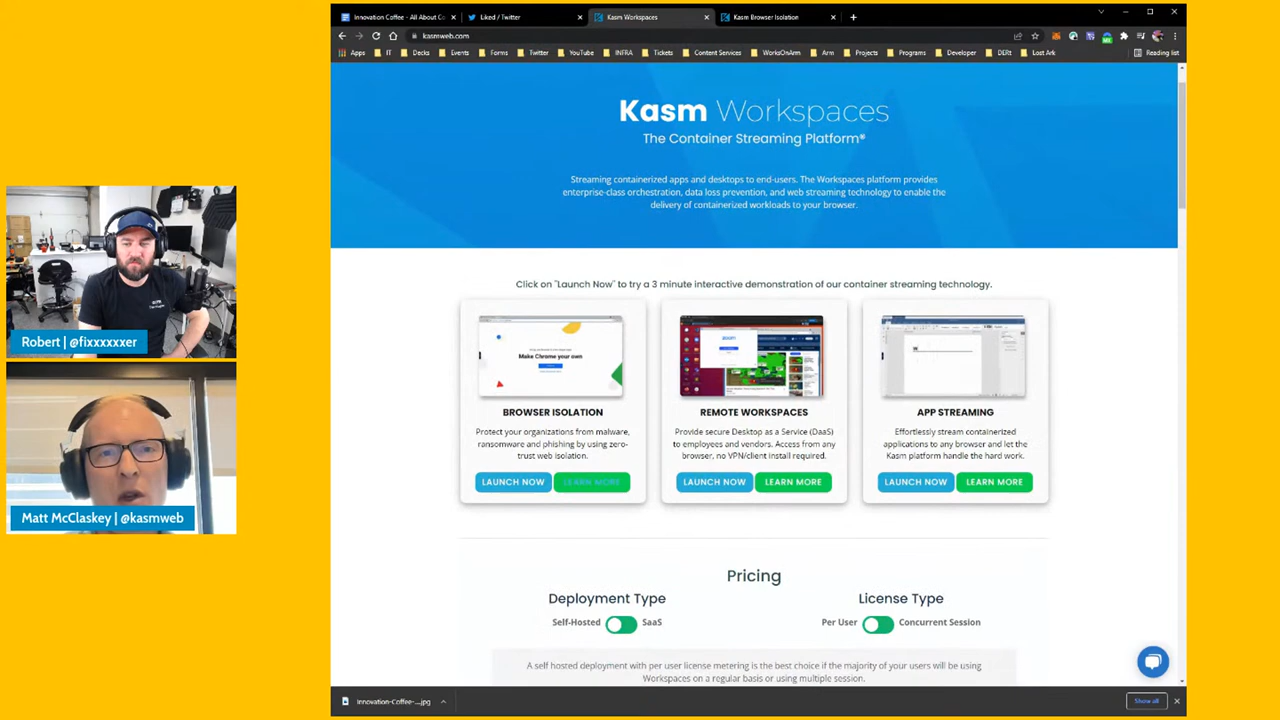 Innovation Coffee - All About Co
Liked / Twitter
Kasm Workspaces
Kasm Browser Isolation
kasmweb.com
Apps
IT
Decks
Events
Forms
Twitter
YouTube
INFRA
Tickets
Content Services
WorksOnArm
Arm
Projects
Programs
Developer
DERt
Lost Ark
Reading list
Kasm Workspaces
The Container Streaming Platform®
Streaming containerized apps and desktops to end-users. The Workspaces platform provides
enterprise-class orchestration, data loss prevention, and web streaming technology to enable the
delivery of containerized workloads to your browser.
Click on "Launch Now" to try a 3 minute interactive demonstration of our container streaming technology.
Make Chrome your own
BROWSER ISOLATION
Protect your organizations from malware,
ransomware and phishing by using zero-
trust web isolation.
LAUNCH NOW
LEARN MORE
REMOTE WORKSPACES
Provide secure Desktop as a Service (DaaS)
to employees and vendors. Access from any
browser, no VPN/client install required.
LAUNCH NOW
LEARN MORE
APP STREAMING
Effortlessly stream containerized
applications to any browser and let the
Kasm platform handle the hard work.
LAUNCH NOW
LEARN MORE
Pricing
Deployment Type
Self-Hosted
SaaS
License Type
Per User
Concurrent Session
A self hosted deployment with per user license metering is the best choice if the majority of your users will be using
Workspaces on a regular basis or using multiple session.
Innovation-Coffee-....jpg
Show all
Robert | @fixxxxxxer
Matt McClaskey | @kasmweb